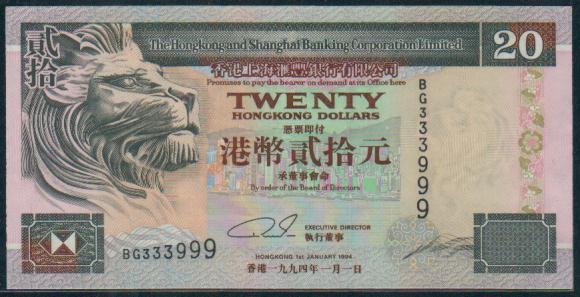 貳拾
The Hongkong and Shanghai Banking Corporation Limited
20
香港上海滙豐銀行有限公司
Promises to pay the bearer on demand at its Office here
TWENTY
HONGKONG DOLLARS
憑票即付
港幣貳拾元
承董事會命
By order of the Board of Directors
BG333999
EXECUTIVE DIRECTOR
執行董事
BG333999
HONGKONG 1st JANUARY 1994
香港一九九四年一月一日
20